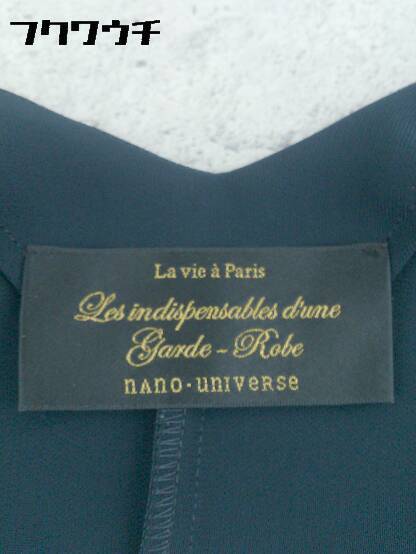 フクワウチ
La vie à Paris
Les indispensables d'une
Garde-Robe
nano·universe